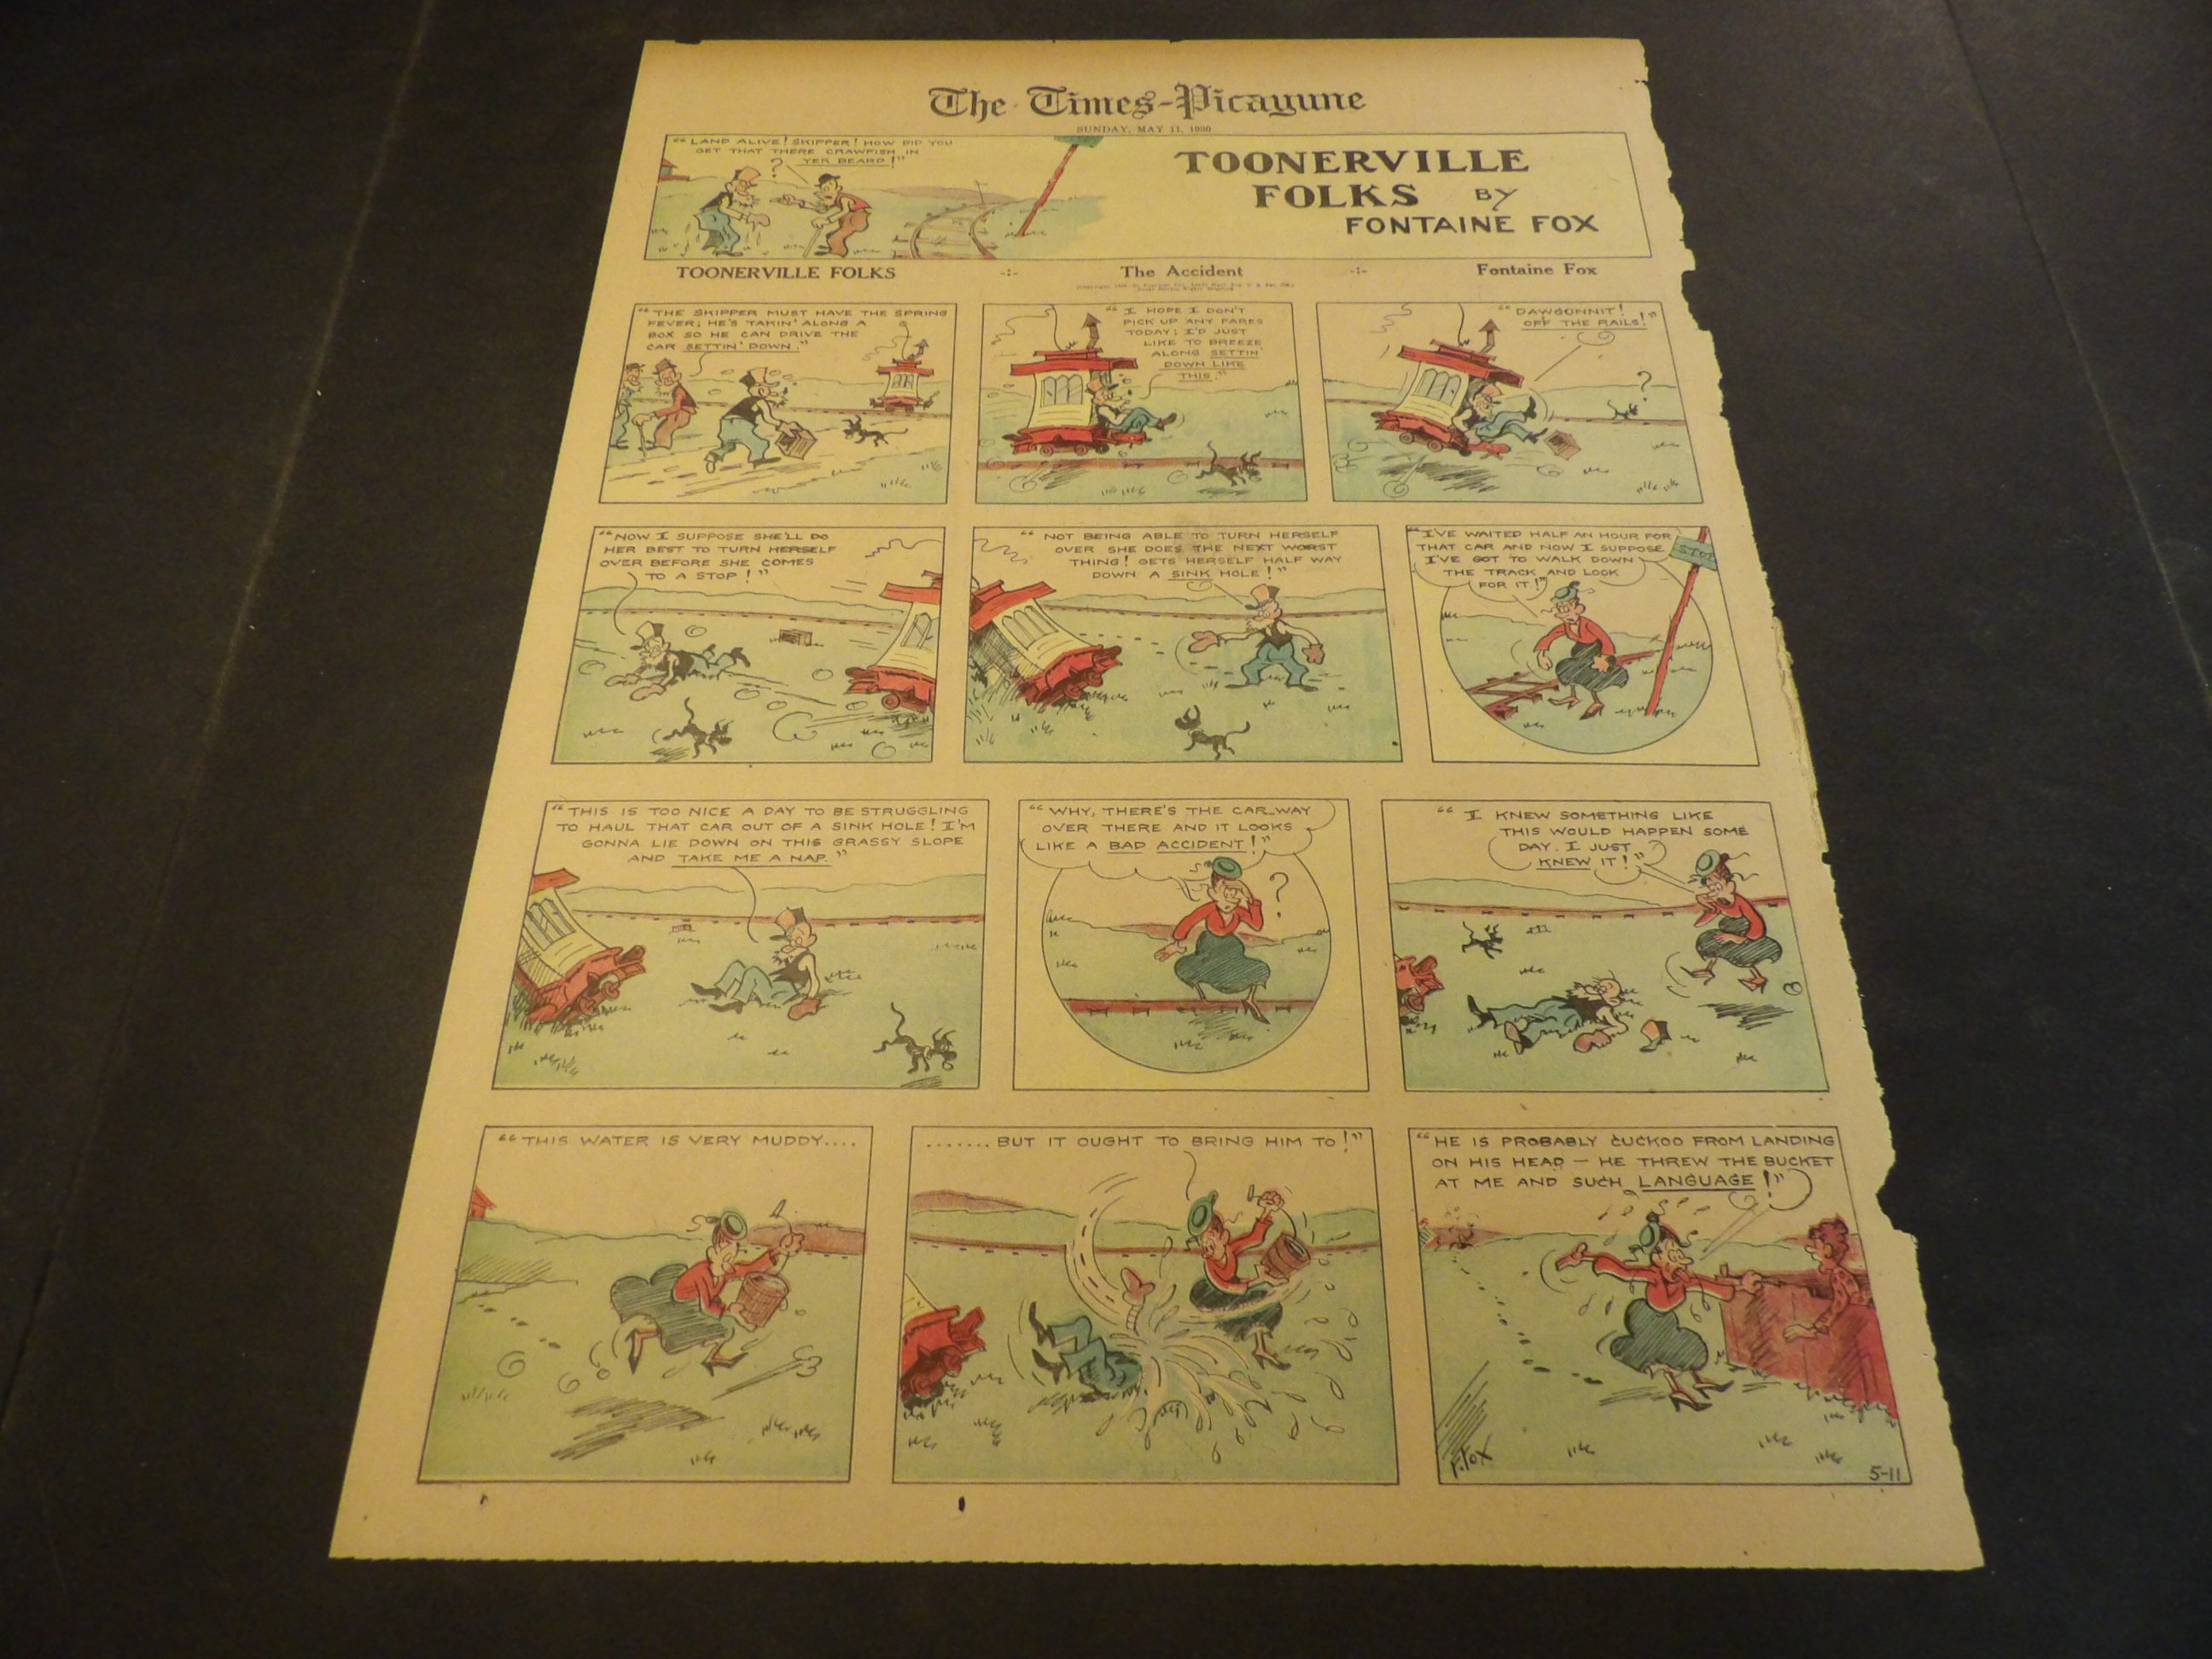 The Times-Picayune
SUNDAY, MAY 11, 1930
"LAND ALIVE! SKIPPER! HOW DID YOU
GET THAT THERE CRAWFISH IN
YER BEARD!"
?
TOONERVILLE
FOLKS BY
FONTAINE FOX
TOONERVILLE FOLKS -:- The Accident -:- Fontaine Fox
"THE SKIPPER MUST HAVE THE SPRING
FEVER; HE'S TAKIN' ALONG A
BOX SO HE CAN DRIVE THE
CAR SETTIN' DOWN."
"I HOPE I DON'T
PICK UP ANY FARES
TODAY; I'D JUST
LIKE TO BREEZE
ALONG SETTIN'
DOWN LIKE
THIS."
"DAWGONNIT!
OFF THE RAILS!"
?
"NOW I SUPPOSE SHE'LL DO
HER BEST TO TURN HERSELF
OVER BEFORE SHE COMES
TO A STOP!"
"NOT BEING ABLE TO TURN HERSELF
OVER SHE DOES THE NEXT WORST
THING! GETS HERSELF HALF WAY
DOWN A SINK HOLE!"
"I'VE WAITED HALF AN HOUR FOR
THAT CAR AND NOW I SUPPOSE
I'VE GOT TO WALK DOWN
THE TRACK AND LOOK
FOR IT!"
STOP
"THIS IS TOO NICE A DAY TO BE STRUGGLING
TO HAUL THAT CAR OUT OF A SINK HOLE! I'M
GONNA LIE DOWN ON THIS GRASSY SLOPE
AND TAKE ME A NAP."
"WHY, THERE'S THE CAR WAY
OVER THERE AND IT LOOKS
LIKE A BAD ACCIDENT!"
?
"I KNEW SOMETHING LIKE
THIS WOULD HAPPEN SOME
DAY. I JUST
KNEW IT!"
"THIS WATER IS VERY MUDDY....
.......BUT IT OUGHT TO BRING HIM TO!"
"HE IS PROBABLY CUCKOO FROM LANDING
ON HIS HEAD — HE THREW THE BUCKET
AT ME AND SUCH LANGUAGE!"
F. FOX
5-11